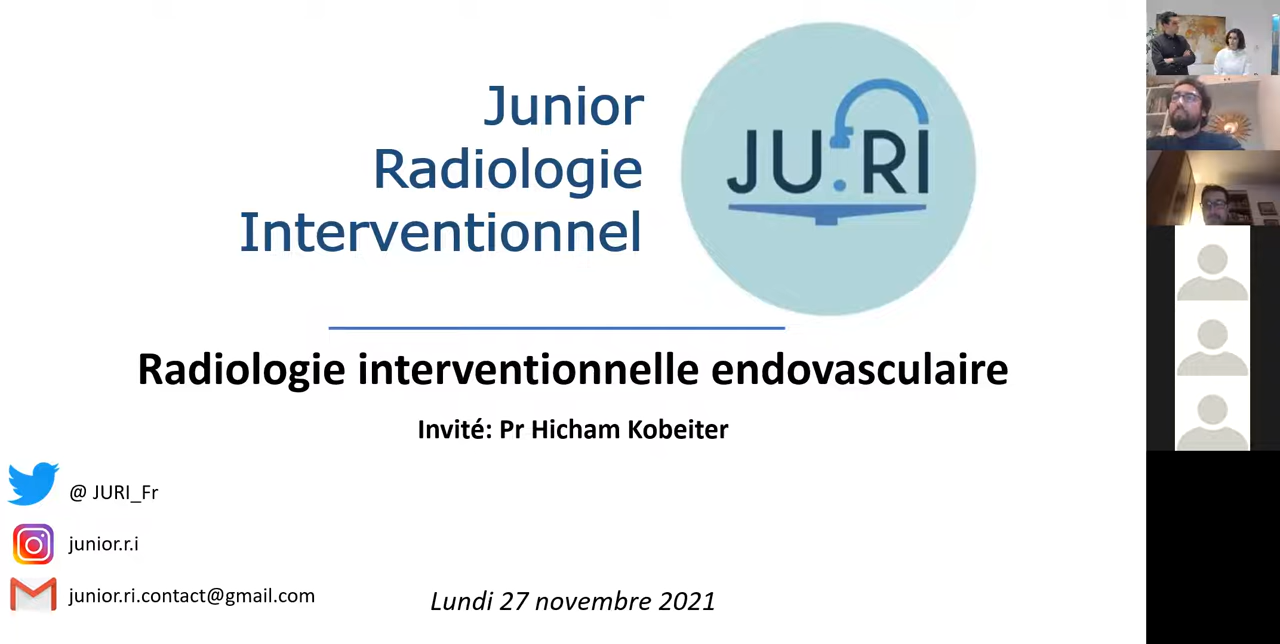 Junior
Radiologie
Interventionnel
JU.RI
Radiologie interventionnelle endovasculaire
Invité: Pr Hicham Kobeiter
@ JURI_Fr
junior.r.i
junior.ri.contact@gmail.com
Lundi 27 novembre 2021